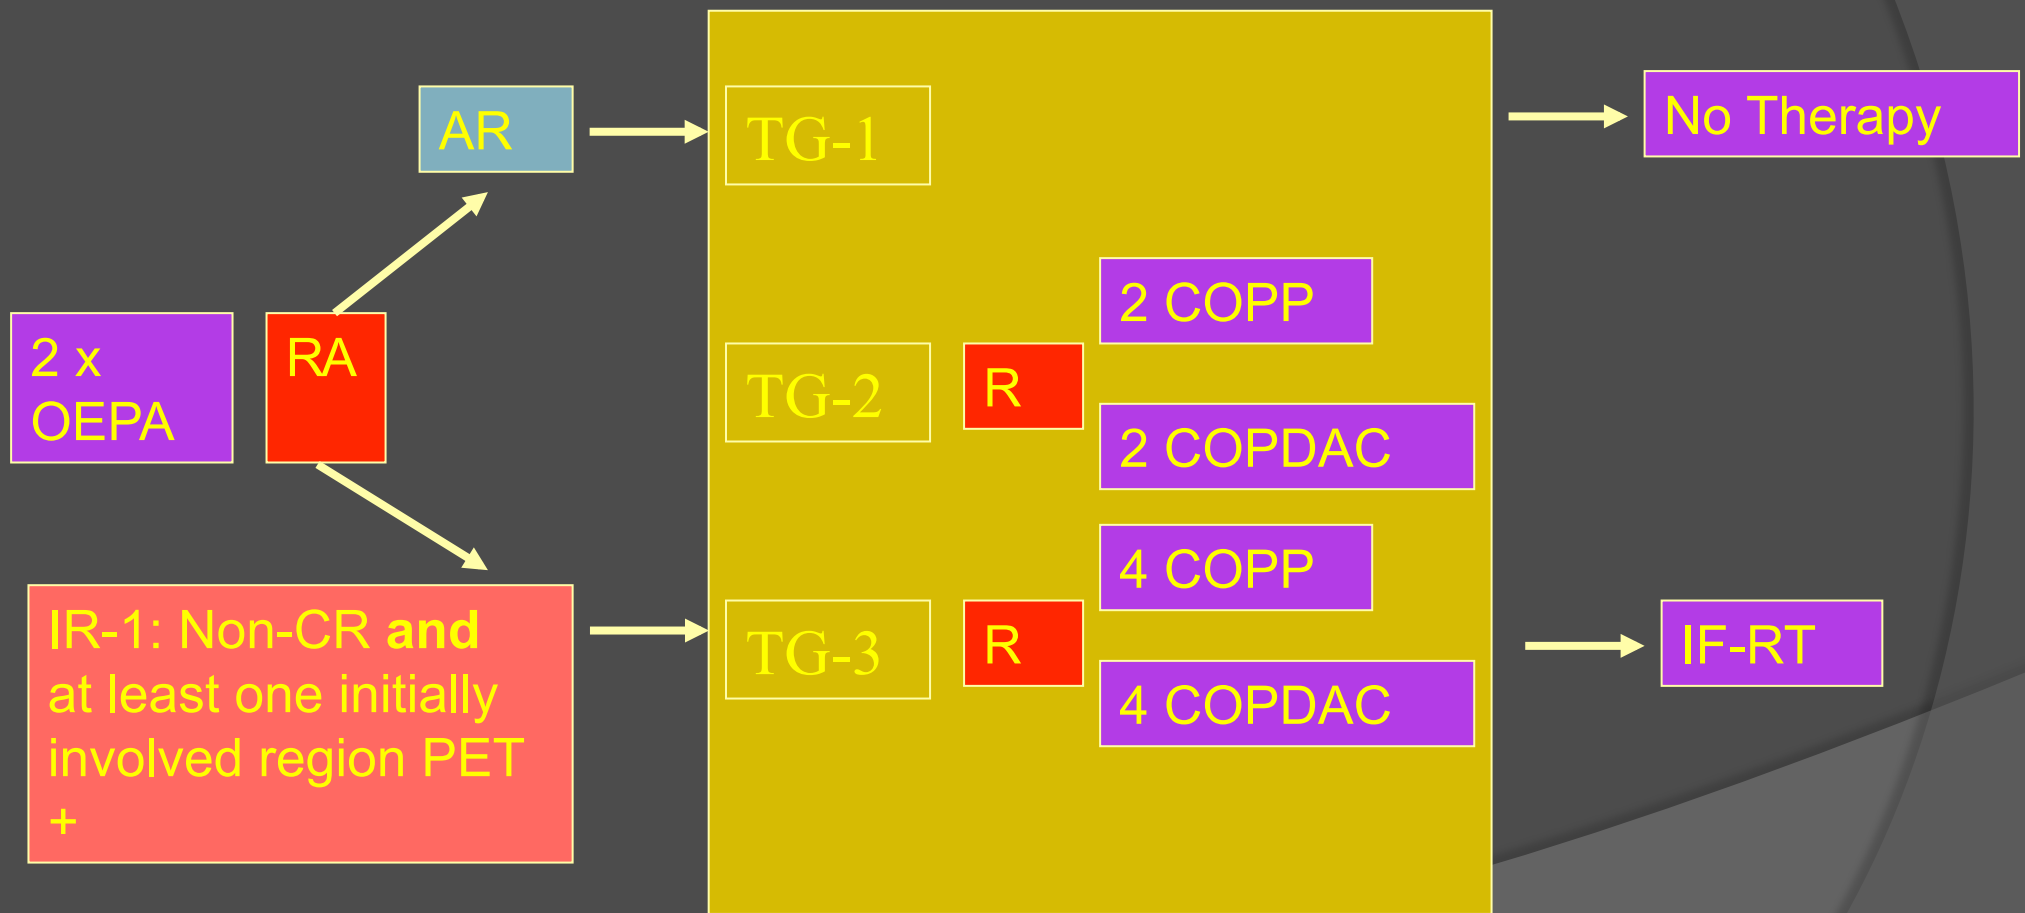 2 x
OEPA
RA
AR
IR-1: Non-CR and
at least one initially
involved region PET
+
TG-1
TG-2
R
2 COPP
2 COPDAC
TG-3
R
4 COPP
4 COPDAC
No Therapy
IF-RT